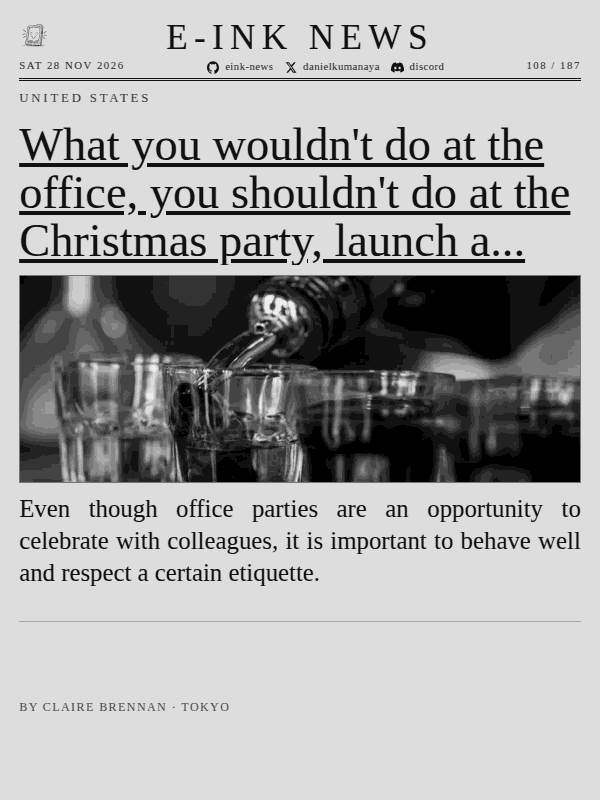 E-INK NEWS
SAT 28 NOV 2026
eink-news
danielkumanaya
discord
108 / 187
UNITED STATES
What you wouldn't do at the
office, you shouldn't do at the
Christmas party, launch a...
Even though office parties are an opportunity to
celebrate with colleagues, it is important to behave well
and respect a certain etiquette.
BY CLAIRE BRENNAN · TOKYO